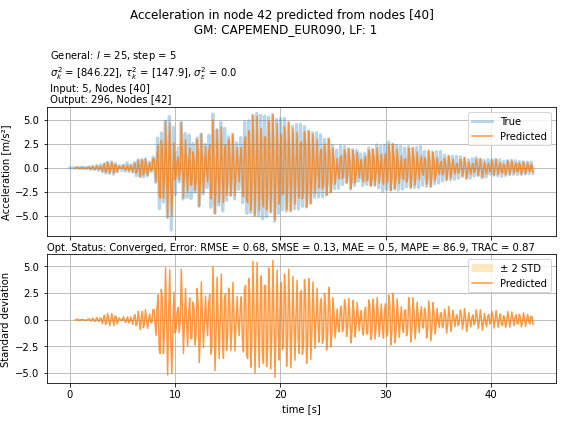 Acceleration in node 42 predicted from nodes [40]
GM: CAPEMEND_EUR090, LF: 1
General: l = 25, step = 5
σ²ₖ = [846.22], τ²ₖ = [147.9], σ²ε = 0.0
Input: 5, Nodes [40]
Output: 296, Nodes [42]
Acceleration [m/s²]
5.0
2.5
0.0
−2.5
−5.0
True
Predicted
Opt. Status: Converged, Error: RMSE = 0.68, SMSE = 0.13, MAE = 0.5, MAPE = 86.9, TRAC = 0.87
Standard deviation
5.0
2.5
0.0
−2.5
−5.0
± 2 STD
Predicted
0 10 20 30 40
time [s]